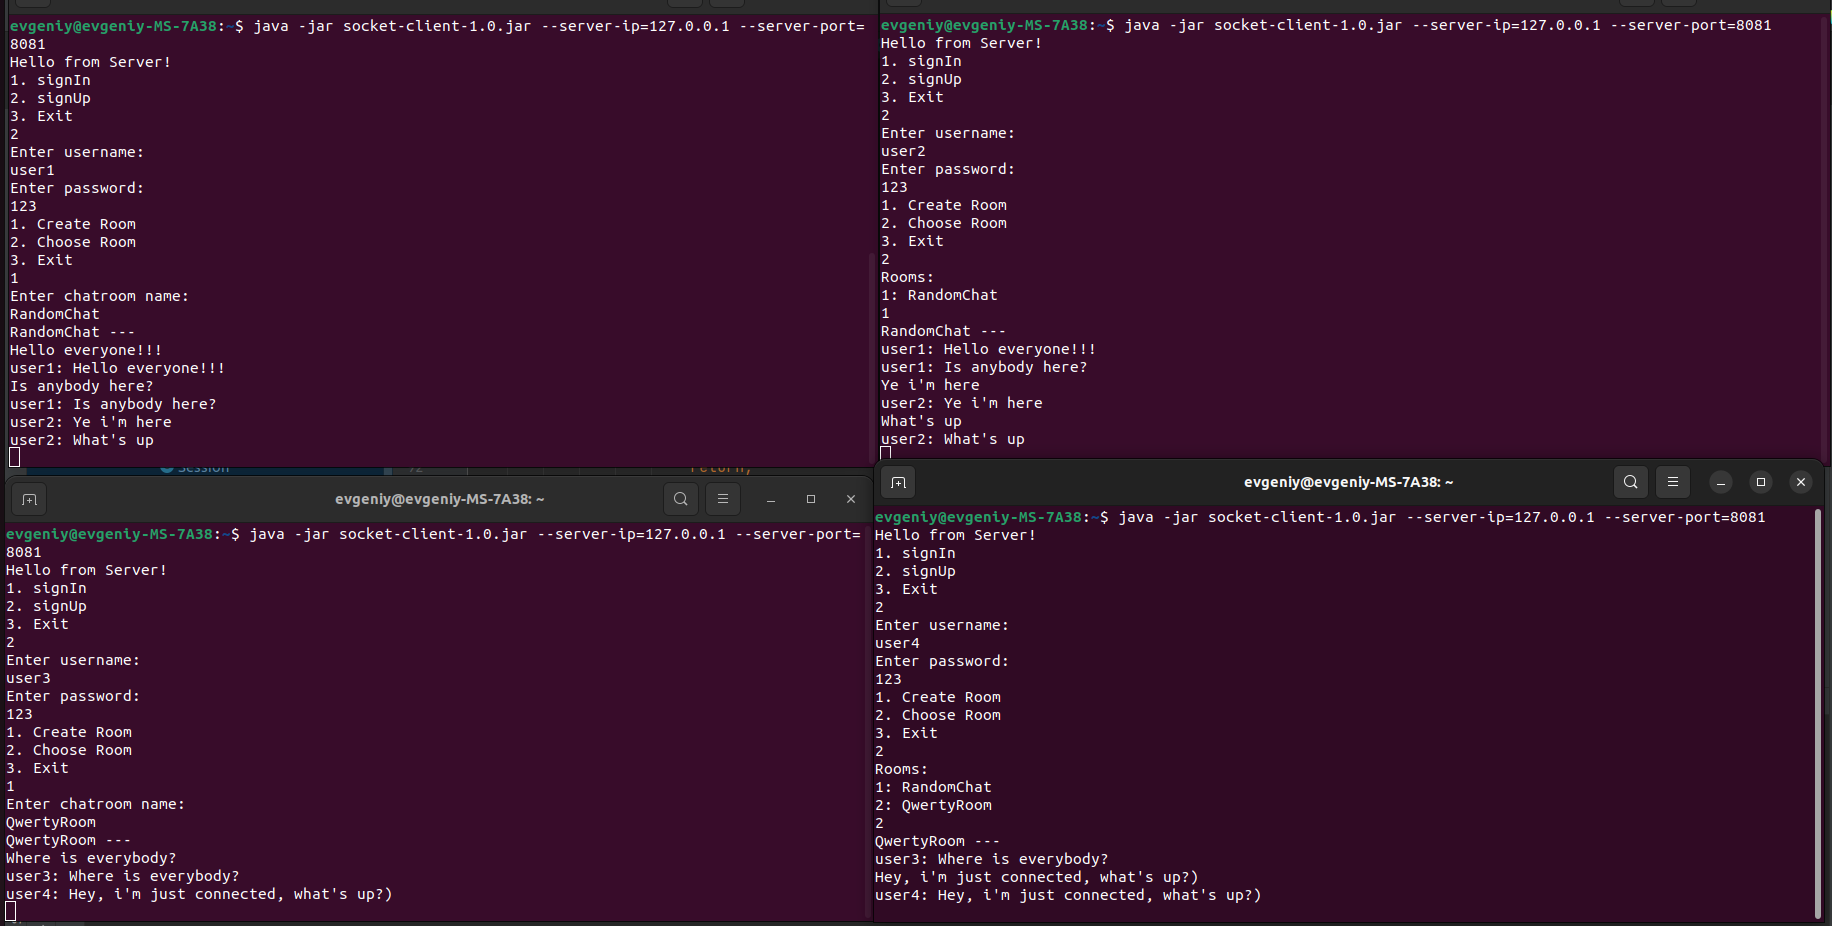 evgeniy@evgeniy-MS-7A38:~$ java -jar socket-client-1.0.jar --server-ip=127.0.0.1 --server-port=
8081
Hello from Server!
1. signIn
2. signUp
3. Exit
2
Enter username:
user1
Enter password:
123
1. Create Room
2. Choose Room
3. Exit
1
Enter chatroom name:
RandomChat
RandomChat ---
Hello everyone!!!
user1: Hello everyone!!!
Is anybody here?
user1: Is anybody here?
user2: Ye i'm here
user2: What's up
evgeniy@evgeniy-MS-7A38:~$ java -jar socket-client-1.0.jar --server-ip=127.0.0.1 --server-port=8081
Hello from Server!
1. signIn
2. signUp
3. Exit
2
Enter username:
user2
Enter password:
123
1. Create Room
2. Choose Room
3. Exit
2
Rooms:
1: RandomChat
1
RandomChat ---
user1: Hello everyone!!!
user1: Is anybody here?
Ye i'm here
user2: Ye i'm here
What's up
user2: What's up
Session
return;
evgeniy@evgeniy-MS-7A38: ~
evgeniy@evgeniy-MS-7A38:~$ java -jar socket-client-1.0.jar --server-ip=127.0.0.1 --server-port=
8081
Hello from Server!
1. signIn
2. signUp
3. Exit
2
Enter username:
user3
Enter password:
123
1. Create Room
2. Choose Room
3. Exit
1
Enter chatroom name:
QwertyRoom
QwertyRoom ---
Where is everybody?
user3: Where is everybody?
user4: Hey, i'm just connected, what's up?)
evgeniy@evgeniy-MS-7A38: ~
evgeniy@evgeniy-MS-7A38:~$ java -jar socket-client-1.0.jar --server-ip=127.0.0.1 --server-port=8081
Hello from Server!
1. signIn
2. signUp
3. Exit
2
Enter username:
user4
Enter password:
123
1. Create Room
2. Choose Room
3. Exit
2
Rooms:
1: RandomChat
2: QwertyRoom
2
QwertyRoom ---
user3: Where is everybody?
Hey, i'm just connected, what's up?)
user4: Hey, i'm just connected, what's up?)